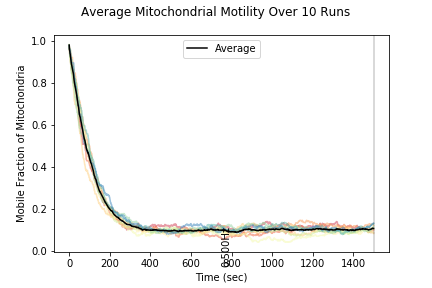 Average Mitochondrial Motility Over 10 Runs
Average
Mobile Fraction of Mitochondria
1.0
0.8
0.6
0.4
0.2
0.0
0 200 400 600 800 1000 1200 1400
Time (sec)